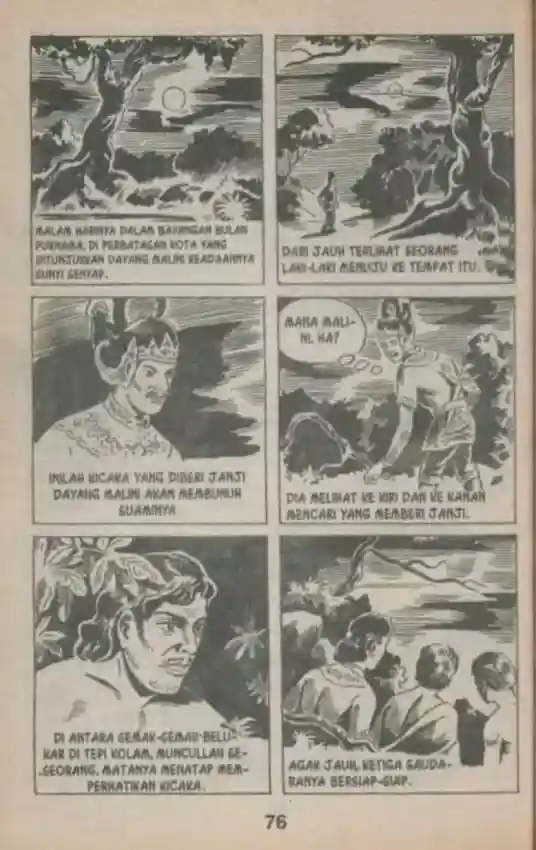 MALAM HARINYA DALAM BAYANGAN BULAN
PURNAMA, DI PERBATASAN KOTA YANG
DITUNJUKKAN DAYANG MALINI KEADAANNYA
SUNYI SENYAP.
DARI JAUH TERLIHAT SEORANG
LAKI-LAKI MENUJU KE TEMPAT ITU.
INILAH KICAKA YANG DIBERI JANJI
DAYANG MALINI AKAN MEMBUNUH
SUAMINYA
MANA MALI-
NI, HA?
DIA MELIHAT KE KIRI DAN KE KANAN
MENCARI YANG MEMBERI JANJI.
DI ANTARA SEMAK-SEMAK BELU-
KAR DI TEPI KOLAM, MUNCULLAH SE-
SEORANG. MATANYA MENATAP MEM-
PERHATIKAN KICAKA.
AGAK JAUH, KETIGA SAUDA-
RANYA BERSIAP-SIAP.
76